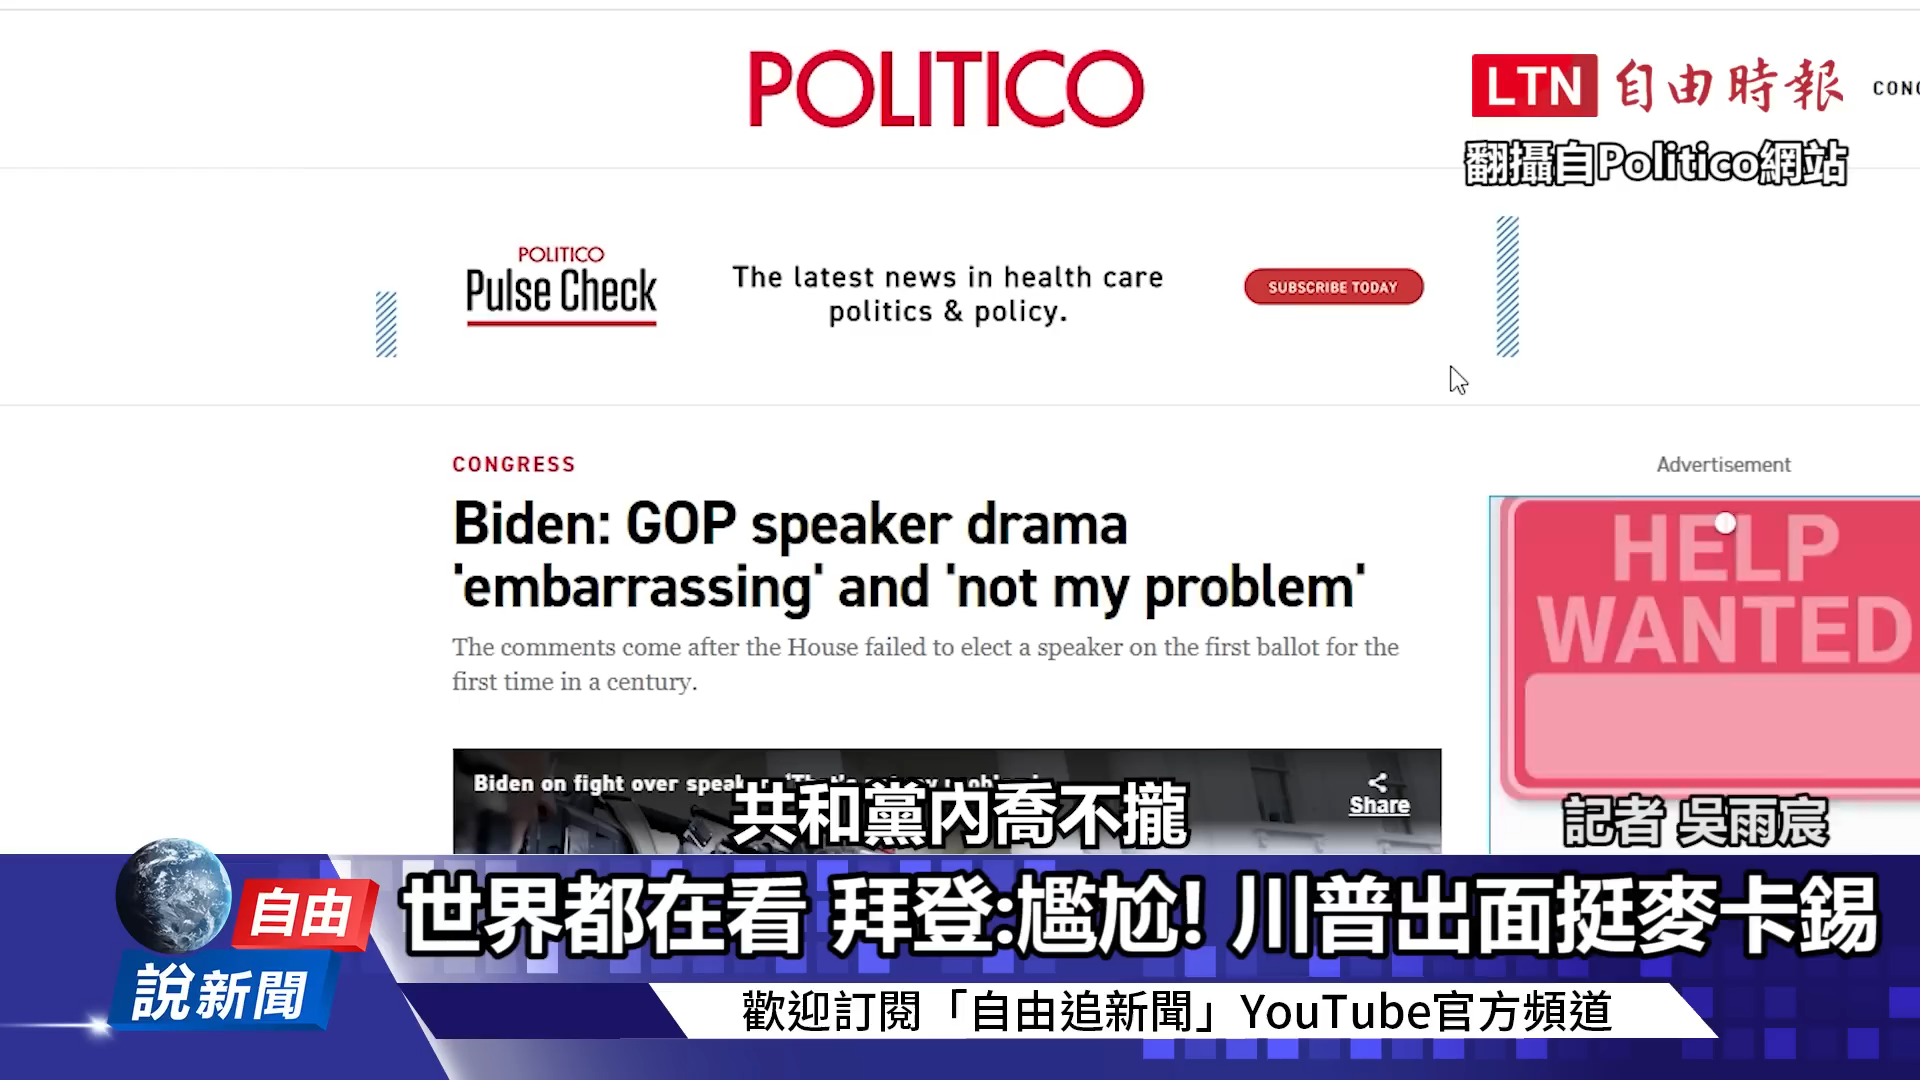 POLITICO
LTN 自由時報
翻攝自Politico網站
POLITICO
Pulse Check
The latest news in health care
politics & policy.
SUBSCRIBE TODAY
CONGRESS
Biden: GOP speaker drama
'embarrassing' and 'not my problem'
The comments come after the House failed to elect a speaker on the first ballot for the
first time in a century.
Advertisement
HELP
WANTED
Biden on fight over
Share
共和黨內喬不攏
記者 吳雨宸
自由
說新聞
世界都在看 拜登:尷尬! 川普出面挺麥卡錫
歡迎訂閱「自由追新聞」YouTube官方頻道